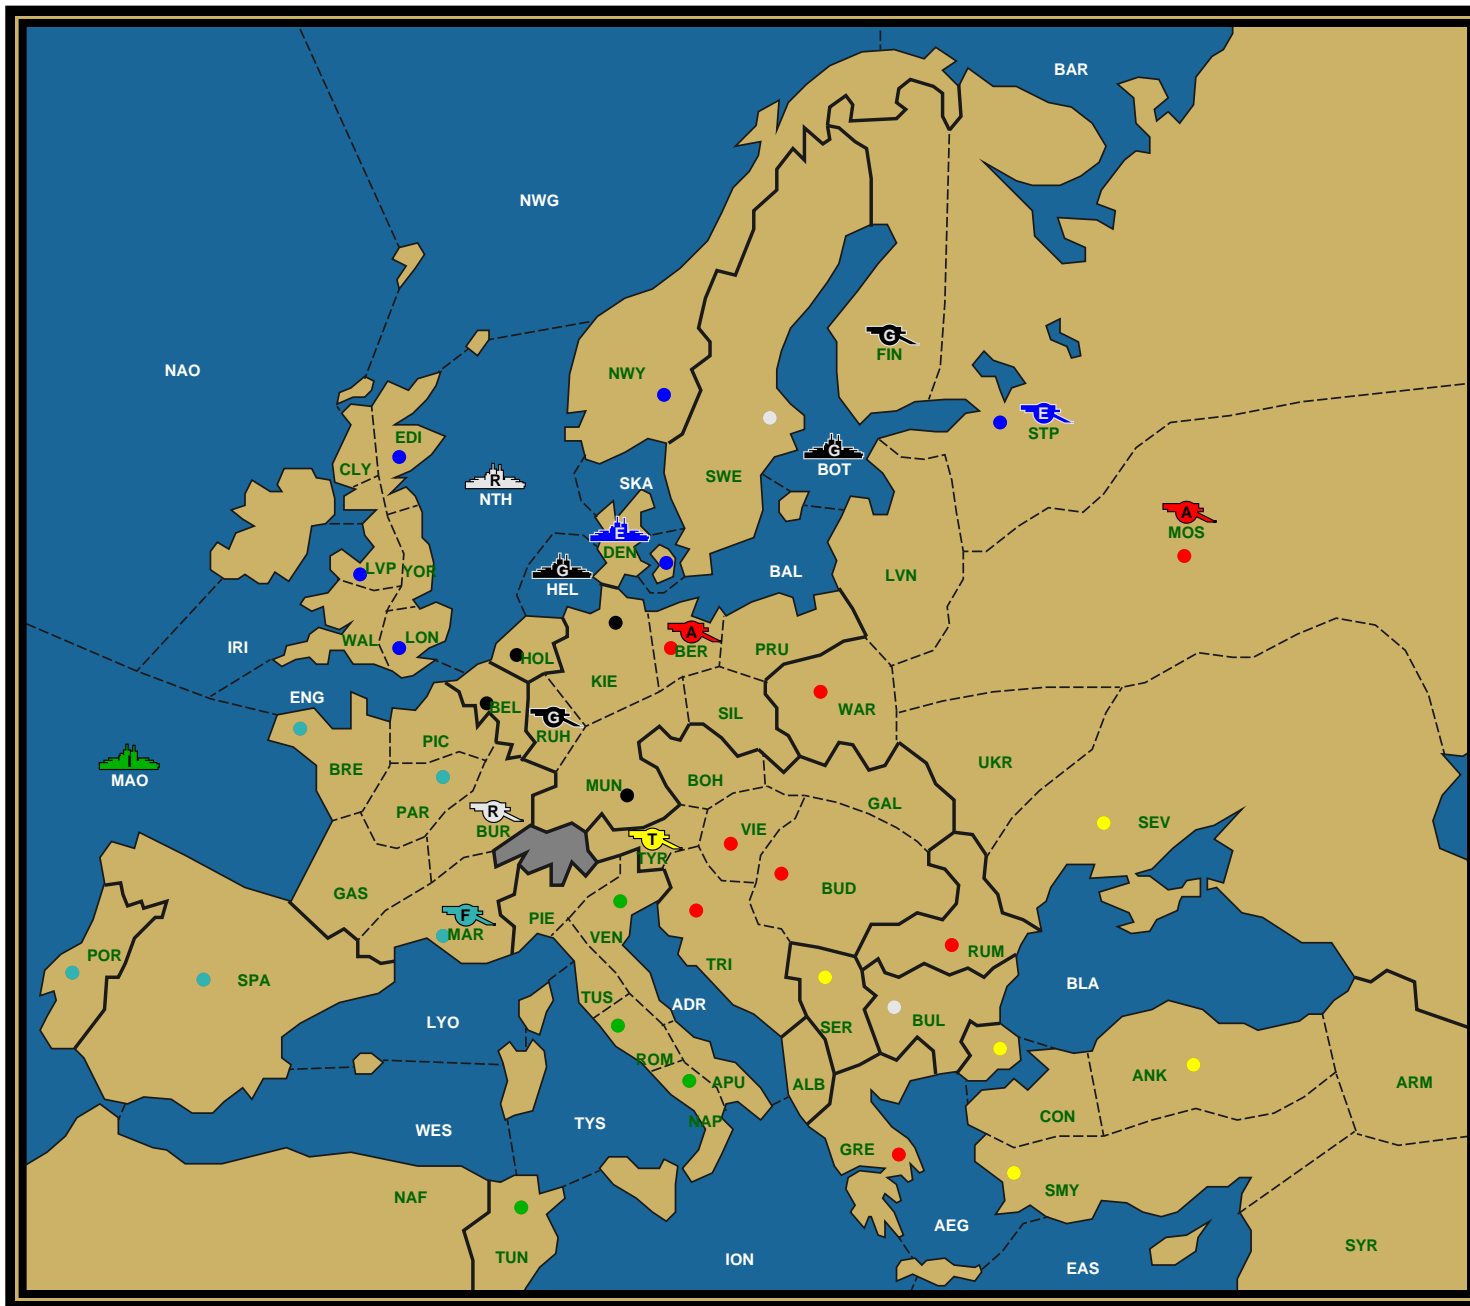 BAR
NWG
G
FIN
NAO
NWY
E
STP
EDI
CLY
G
BOT
R
NTH
SKA
SWE
A
MOS
E
DEN
G
HEL
BAL
LVN
LVP
YOR
A
BER
IRI
WAL
LON
HOL
PRU
KIE
ENG
BEL
G
RUH
SIL
WAR
PIC
I
MAO
BRE
UKR
MUN
BOH
GAL
PAR
R
BUR
T
TYR
VIE
SEV
GAS
BUD
F
MAR
PIE
VEN
POR
SPA
TRI
RUM
BLA
TUS
ADR
LYO
SER
BUL
ROM
APU
ALB
ANK
ARM
CON
NAP
WES
TYS
GRE
SMY
NAF
AEG
SYR
TUN
ION
EAS